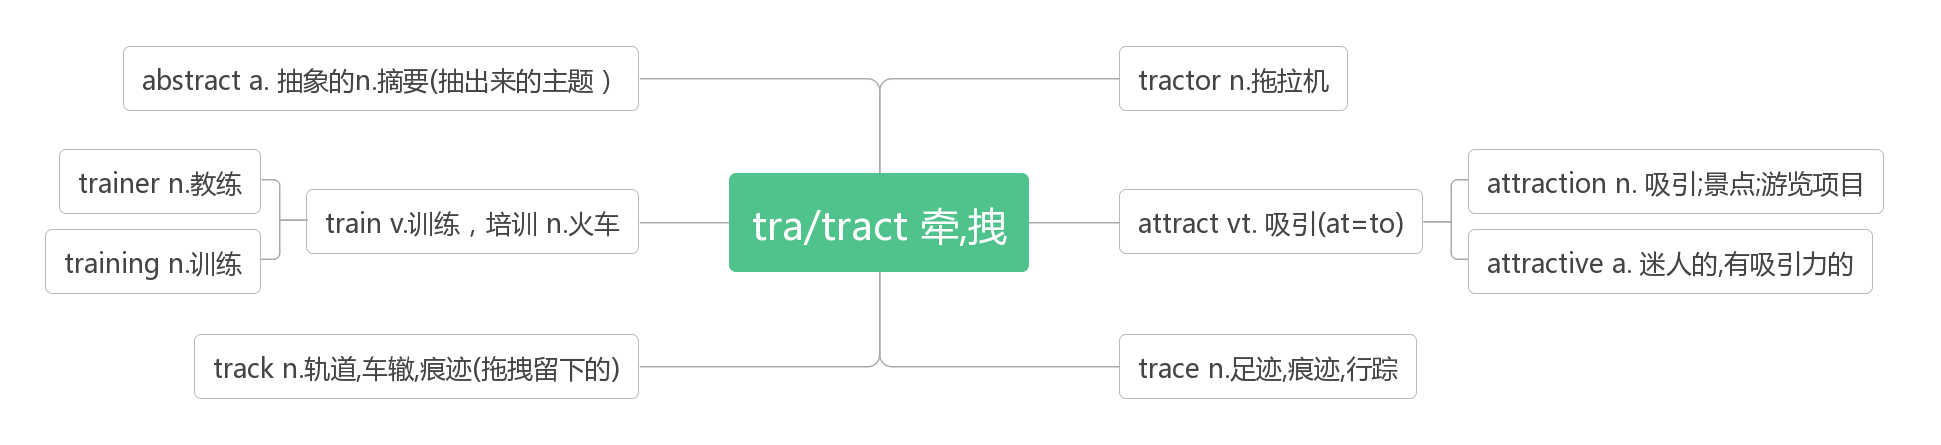 abstract a. 抽象的n.摘要(抽出来的主题）
tractor n.拖拉机
trainer n.教练
training n.训练
train v.训练，培训 n.火车
tra/tract 牵,拽
attract vt. 吸引(at=to)
attraction n. 吸引;景点;游览项目
attractive a. 迷人的,有吸引力的
track n.轨道,车辙,痕迹(拖拽留下的)
trace n.足迹,痕迹,行踪